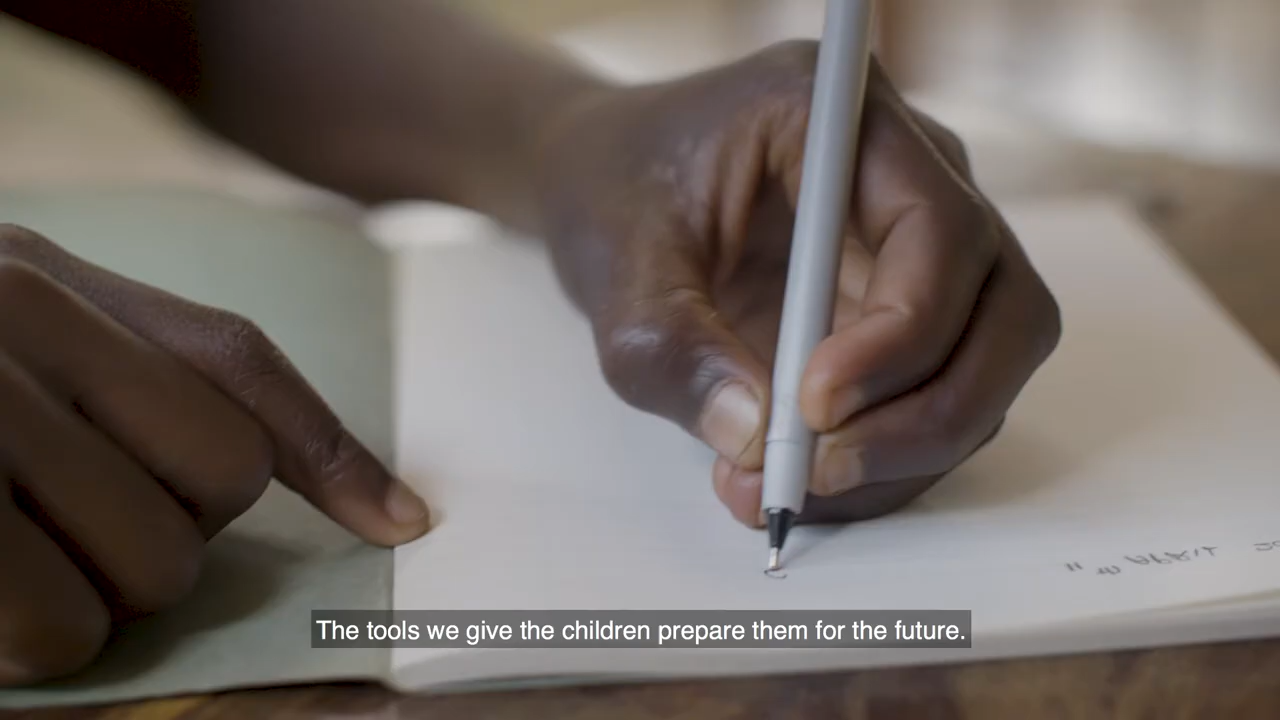 The tools we give the children prepare them for the future.